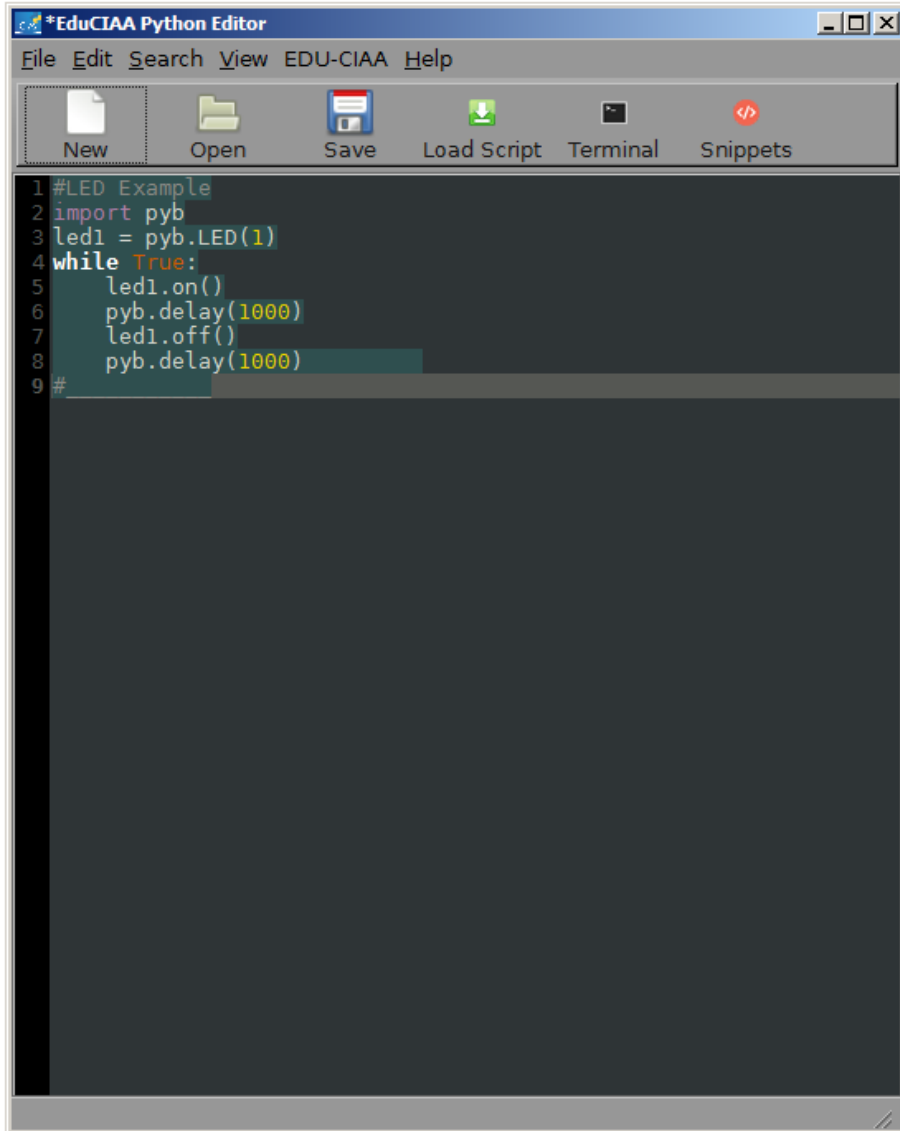 *EduCIAA Python Editor
File Edit Search View EDU-CIAA Help
New Open Save Load Script Terminal Snippets
1 #LED Example
2 import pyb
3 led1 = pyb.LED(1)
4 while True:
5     led1.on()
6     pyb.delay(1000)
7     led1.off()
8     pyb.delay(1000)
9 #___________